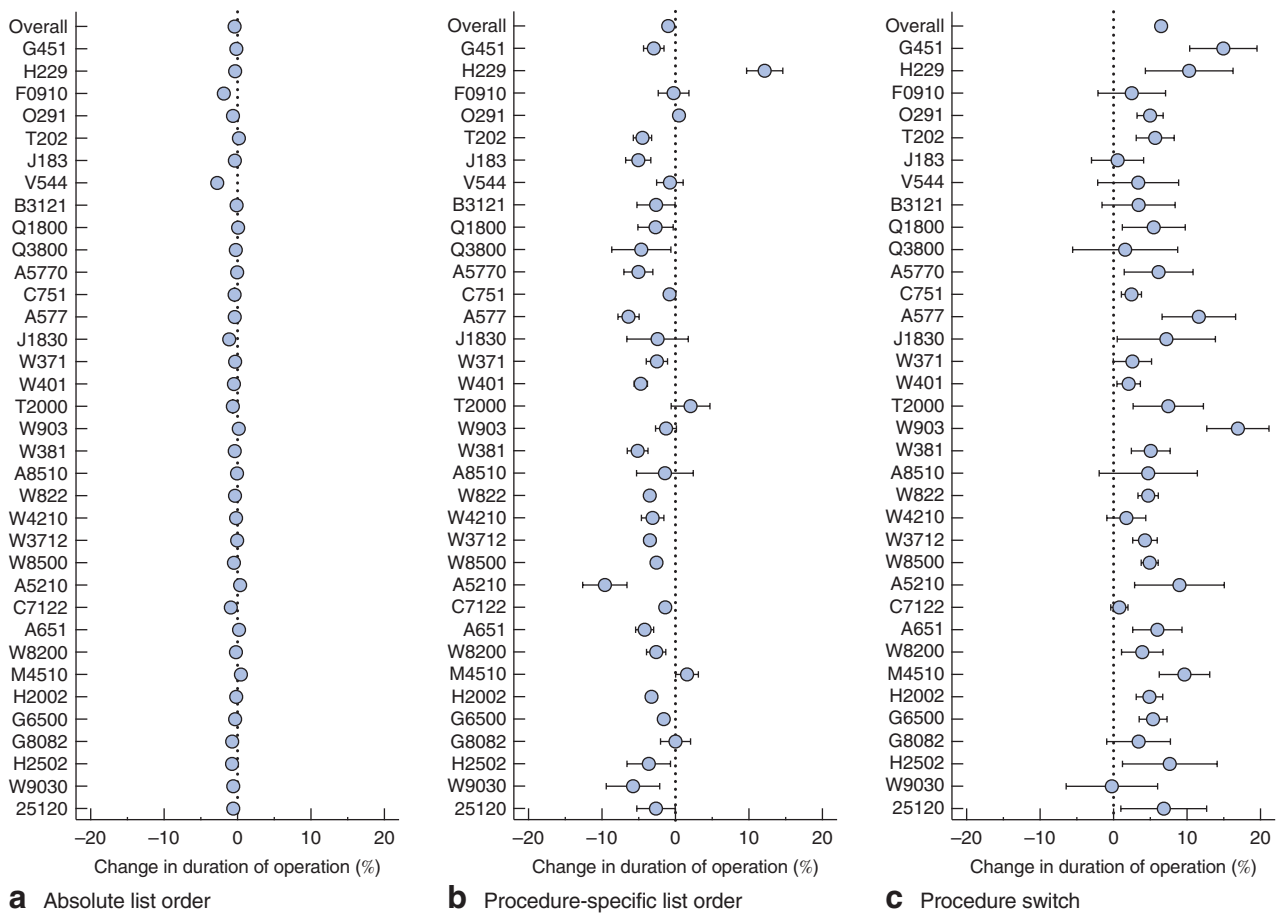 Overall
G451
H229
F0910
O291
T202
J183
V544
B3121
Q1800
Q3800
A5770
C751
A577
J1830
W371
W401
T2000
W903
W381
A8510
W822
W4210
W3712
W8500
A5210
C7122
A651
W8200
M4510
H2002
G6500
G8082
H2502
W9030
25120
–20 –10 0 10 20
Change in duration of operation (%)
a Absolute list order
Overall
G451
H229
F0910
O291
T202
J183
V544
B3121
Q1800
Q3800
A5770
C751
A577
J1830
W371
W401
T2000
W903
W381
A8510
W822
W4210
W3712
W8500
A5210
C7122
A651
W8200
M4510
H2002
G6500
G8082
H2502
W9030
25120
–20 –10 0 10 20
Change in duration of operation (%)
b Procedure-specific list order
Overall
G451
H229
F0910
O291
T202
J183
V544
B3121
Q1800
Q3800
A5770
C751
A577
J1830
W371
W401
T2000
W903
W381
A8510
W822
W4210
W3712
W8500
A5210
C7122
A651
W8200
M4510
H2002
G6500
G8082
H2502
W9030
25120
–20 –10 0 10 20
Change in duration of operation (%)
c Procedure switch